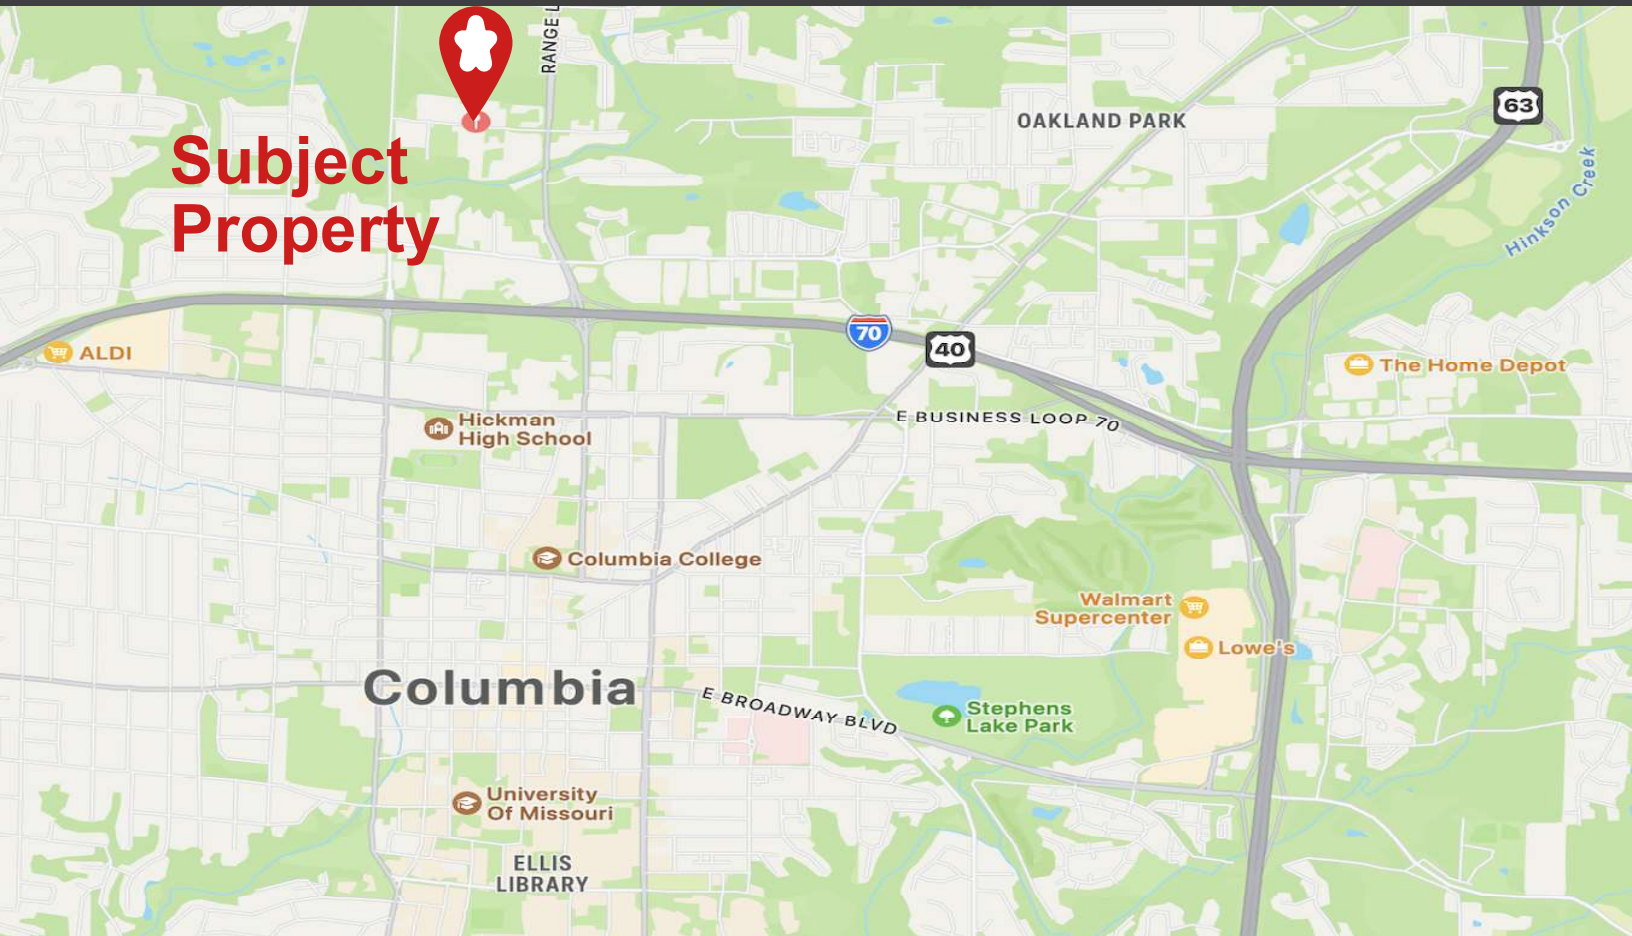 RANGE L
63
OAKLAND PARK
Subject
Property
Hinkson Creek
70
40
ALDI
The Home Depot
Hickman
High School
E BUSINESS LOOP 70
Columbia College
Walmart
Supercenter
Lowe's
Columbia
E BROADWAY BLVD
Stephens
Lake Park
University
Of Missouri
ELLIS
LIBRARY